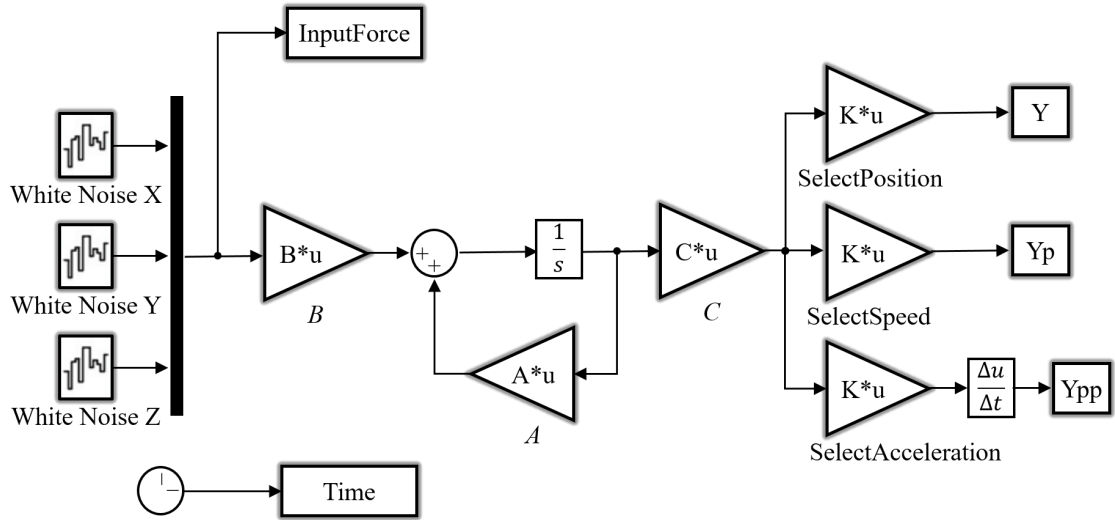 InputForce
White Noise X
White Noise Y
White Noise Z
B*u
B
++
1
s
A*u
A
C*u
C
K*u
SelectPosition
Y
K*u
SelectSpeed
Yp
K*u
SelectAcceleration
Δu
Δt
Ypp
Time